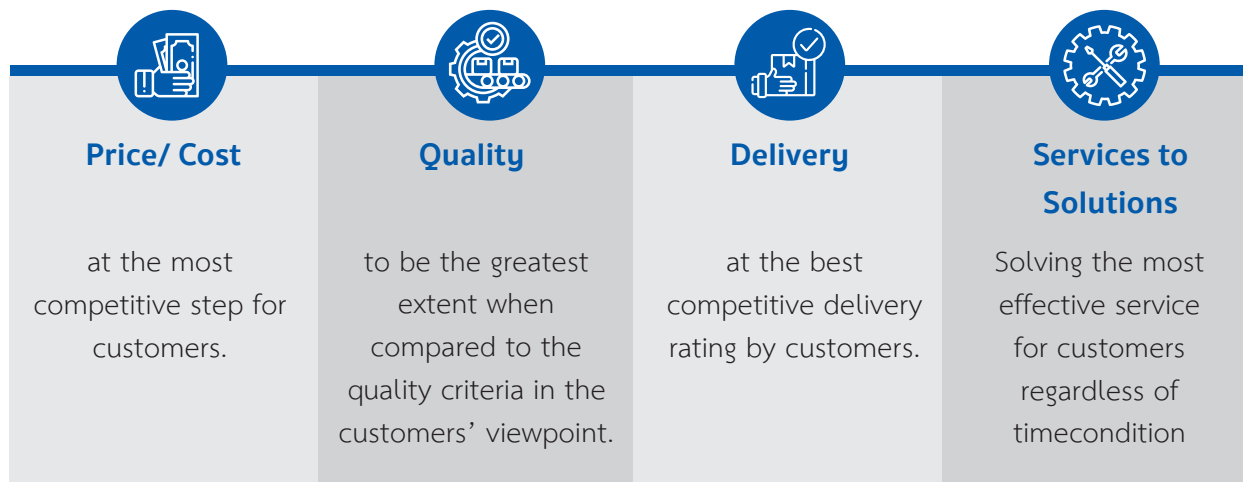 Price/ Cost
at the most
competitive step for
customers.
Quality
to be the greatest
extent when
compared to the
quality criteria in the
customers’ viewpoint.
Delivery
at the best
competitive delivery
rating by customers.
Services to
Solutions
Solving the most
effective service
for customers
regardless of
timecondition